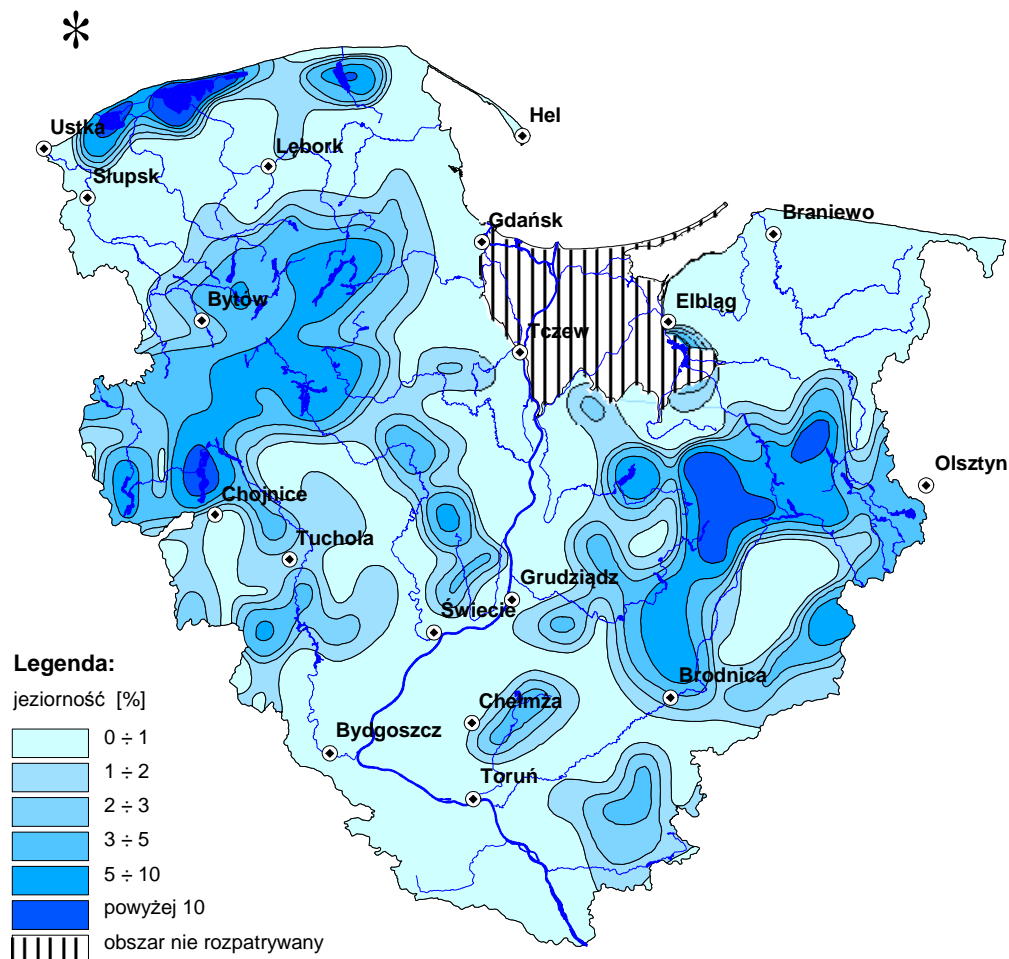 *
Hel
Ustka
Lębork
Słupsk
Braniewo
Gdańsk
Bytów
Elbląg
Tczew
Olsztyn
Chojnice
Tuchola
Grudziądz
Świecie
Legenda:
jeziorność [%]
Brodnica
Chełmża
Bydgoszcz
0 ÷ 1
1 ÷ 2
Toruń
2 ÷ 3
3 ÷ 5
5 ÷ 10
powyżej 10
obszar nie rozpatrywany